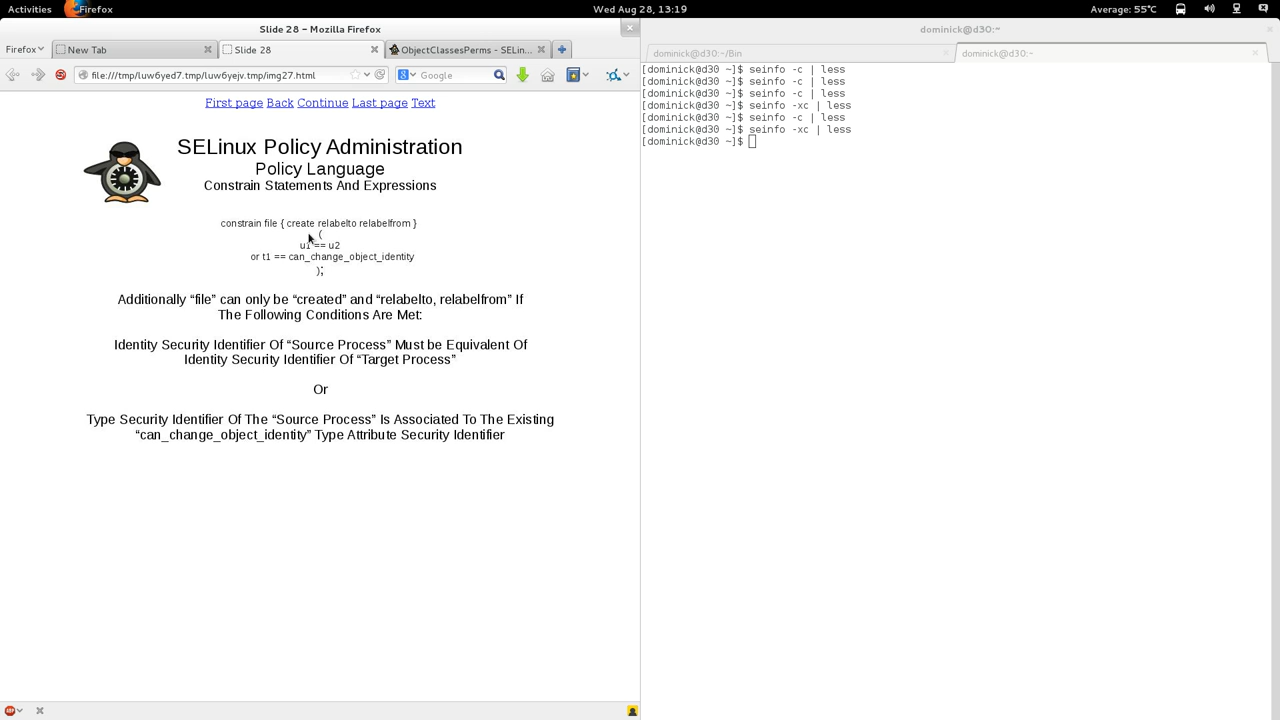 Activities
Firefox
Wed Aug 28, 13:19
Average: 55°C
Slide 28 - Mozilla Firefox
Firefox
New Tab
Slide 28
ObjectClassesPerms - SELin...
file:///tmp/luw6yed7.tmp/luw6yejv.tmp/img27.html
Google
First page Back Continue Last page Text
SELinux Policy Administration
Policy Language
Constrain Statements And Expressions
constrain file { create relabelto relabelfrom }
(
u1 == u2
or t1 == can_change_object_identity
);
Additionally “file” can only be “created” and “relabelto, relabelfrom” If
The Following Conditions Are Met:
Identity Security Identifier Of “Source Process” Must be Equivalent Of
Identity Security Identifier Of “Target Process”
Or
Type Security Identifier Of The “Source Process” Is Associated To The Existing
“can_change_object_identity” Type Attribute Security Identifier
dominick@d30:~
dominick@d30:~/Bin
dominick@d30:~
[dominick@d30 ~]$ seinfo -c | less
[dominick@d30 ~]$ seinfo -c | less
[dominick@d30 ~]$ seinfo -c | less
[dominick@d30 ~]$ seinfo -xc | less
[dominick@d30 ~]$ seinfo -c | less
[dominick@d30 ~]$ seinfo -xc | less
[dominick@d30 ~]$